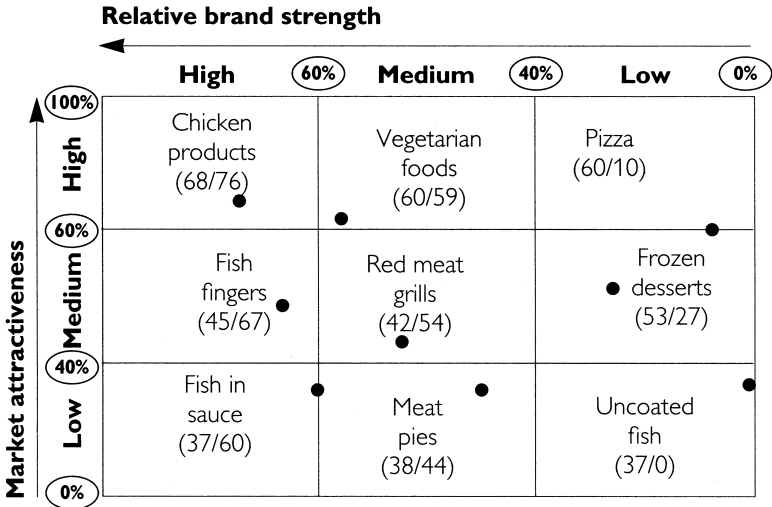 Relative brand strength
High 60% Medium 40% Low 0%
100%
Market attractiveness
High
Chicken
products
(68/76)
Vegetarian
foods
(60/59)
Pizza
(60/10)
60%
Medium
Fish
fingers
(45/67)
Red meat
grills
(42/54)
Frozen
desserts
(53/27)
40%
Low
Fish in
sauce
(37/60)
Meat
pies
(38/44)
Uncoated
fish
(37/0)
0%